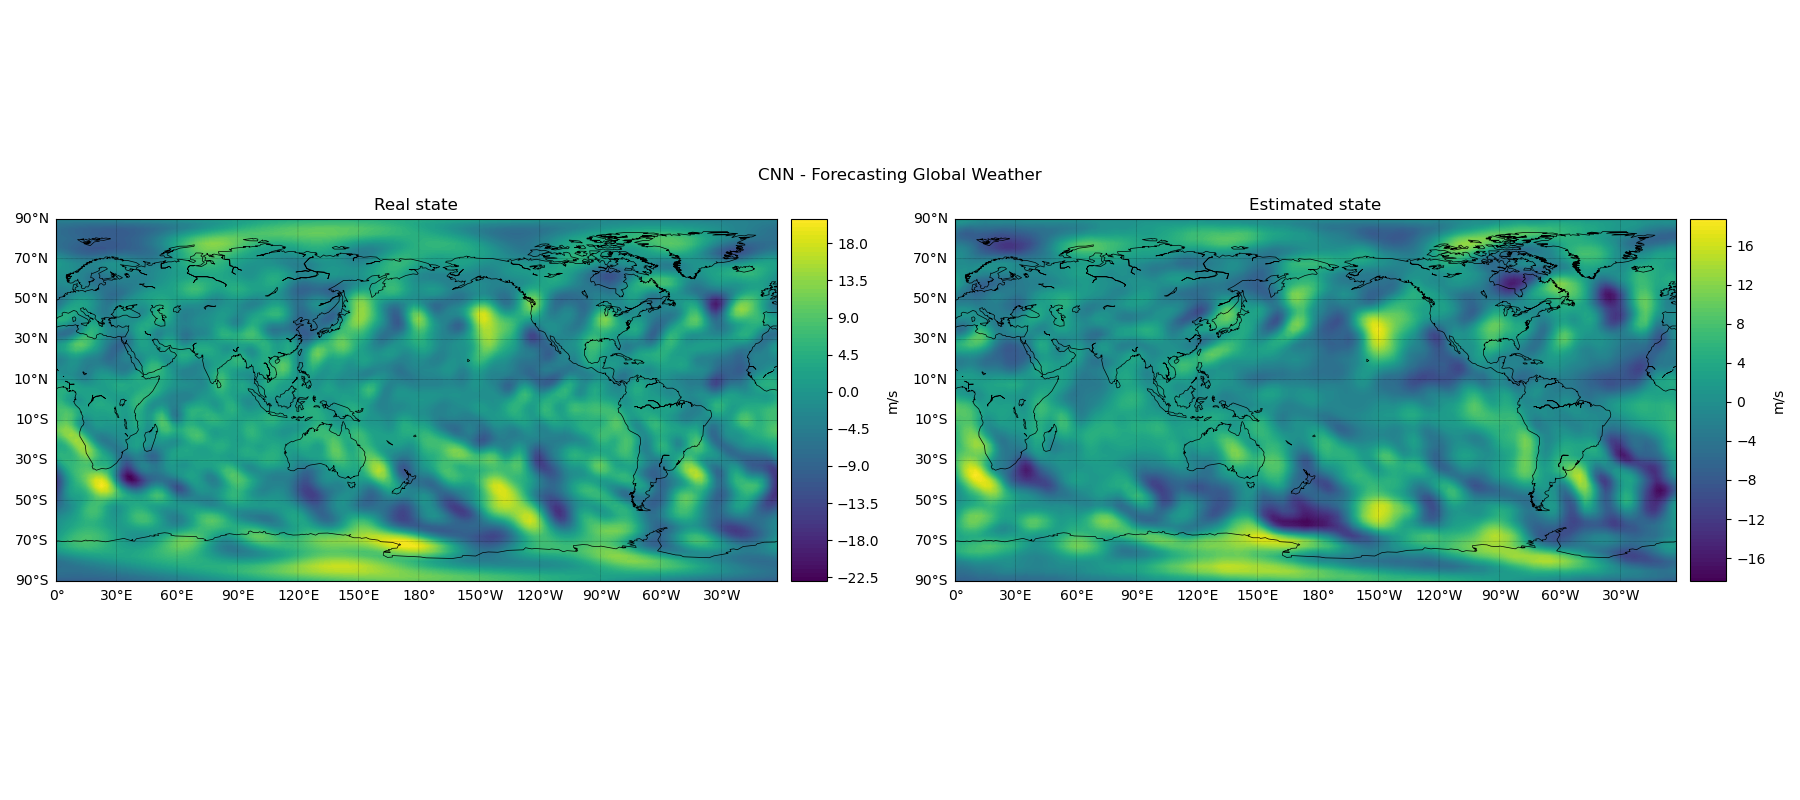 CNN - Forecasting Global Weather
Real state
90°N
70°N
50°N
30°N
10°N
10°S
30°S
50°S
70°S
90°S
0° 30°E 60°E 90°E 120°E 150°E 180° 150°W 120°W 90°W 60°W 30°W
18.0
13.5
9.0
4.5
0.0
−4.5
−9.0
−13.5
−18.0
−22.5
m/s
Estimated state
90°N
70°N
50°N
30°N
10°N
10°S
30°S
50°S
70°S
90°S
0° 30°E 60°E 90°E 120°E 150°E 180° 150°W 120°W 90°W 60°W 30°W
16
12
8
4
0
−4
−8
−12
−16
m/s